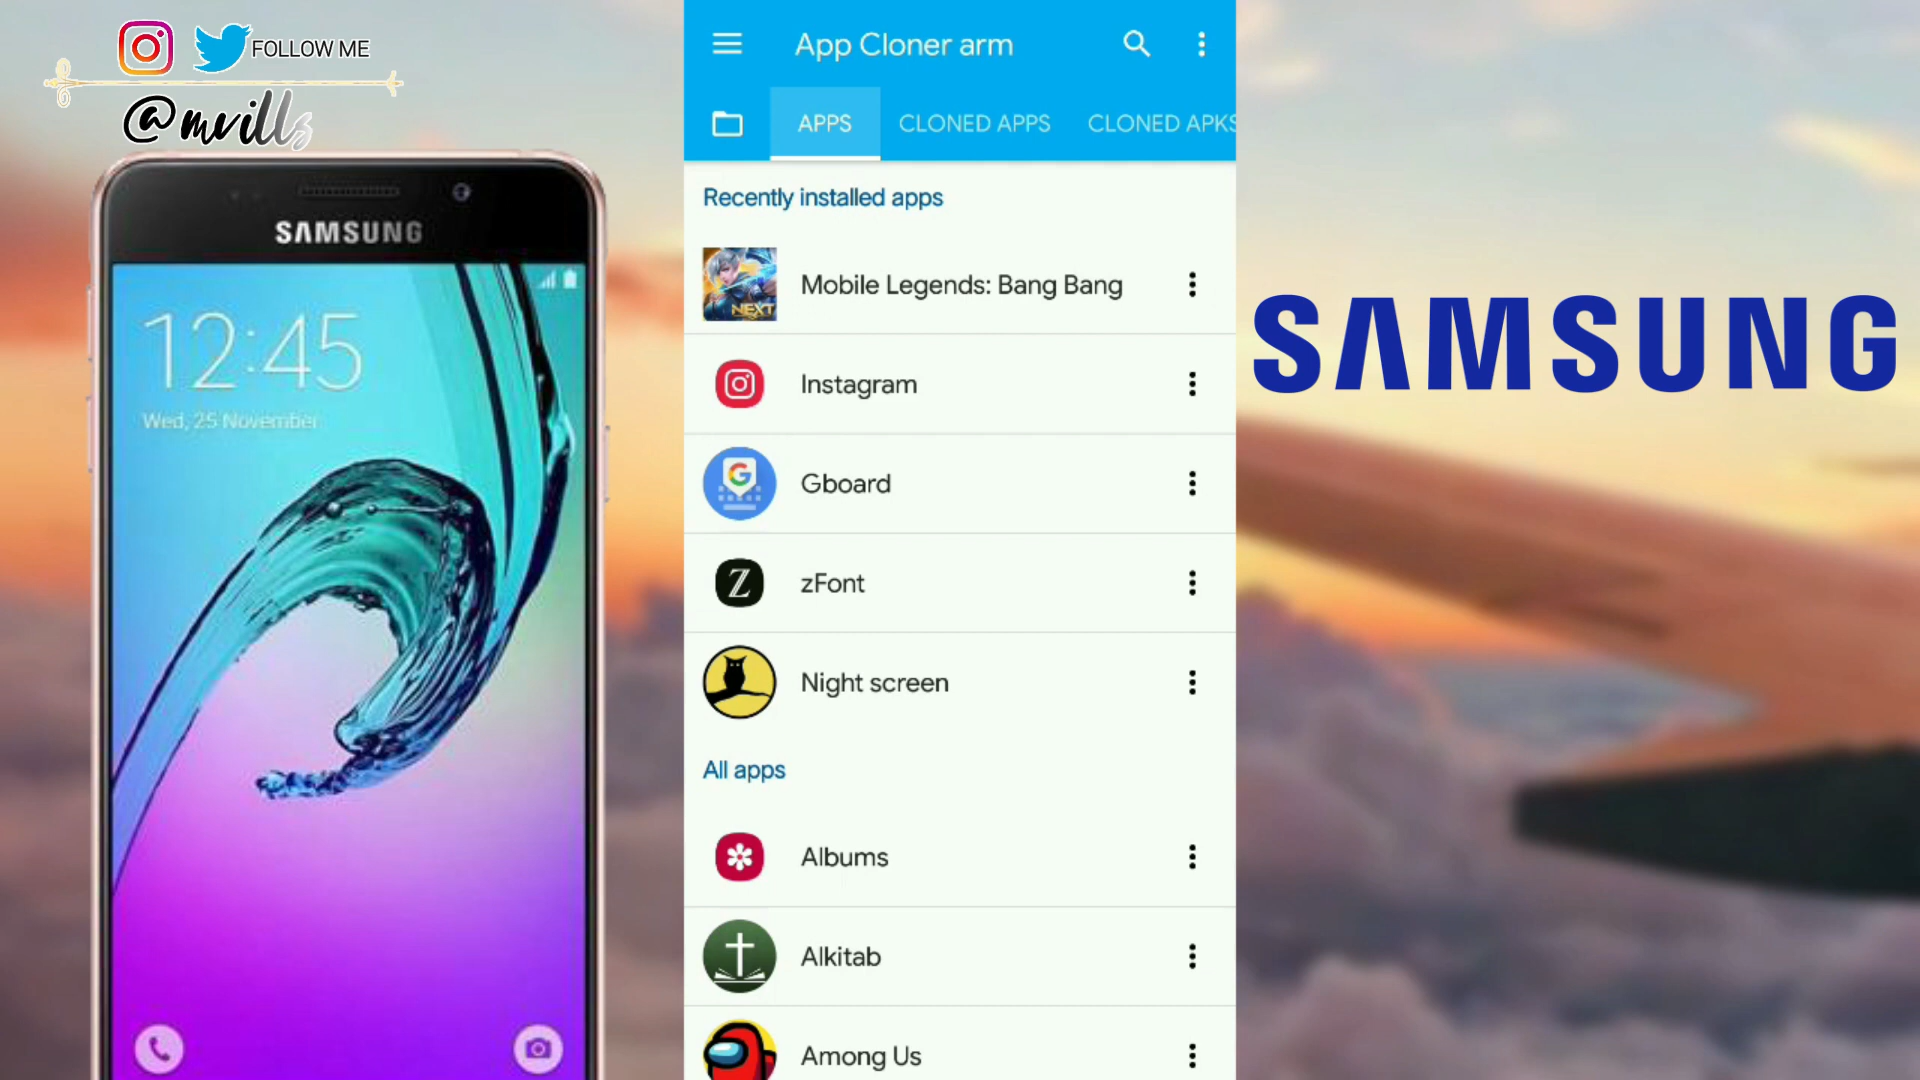 FOLLOW ME
@mvills
SAMSUNG
12:45
Wed, 25 November
App Cloner arm
APPS
CLONED APPS
CLONED APKS
Recently installed apps
NEXT
Mobile Legends: Bang Bang
Instagram
G
Gboard
Z
zFont
Night screen
All apps
Albums
Alkitab
Among Us
SAMSUNG